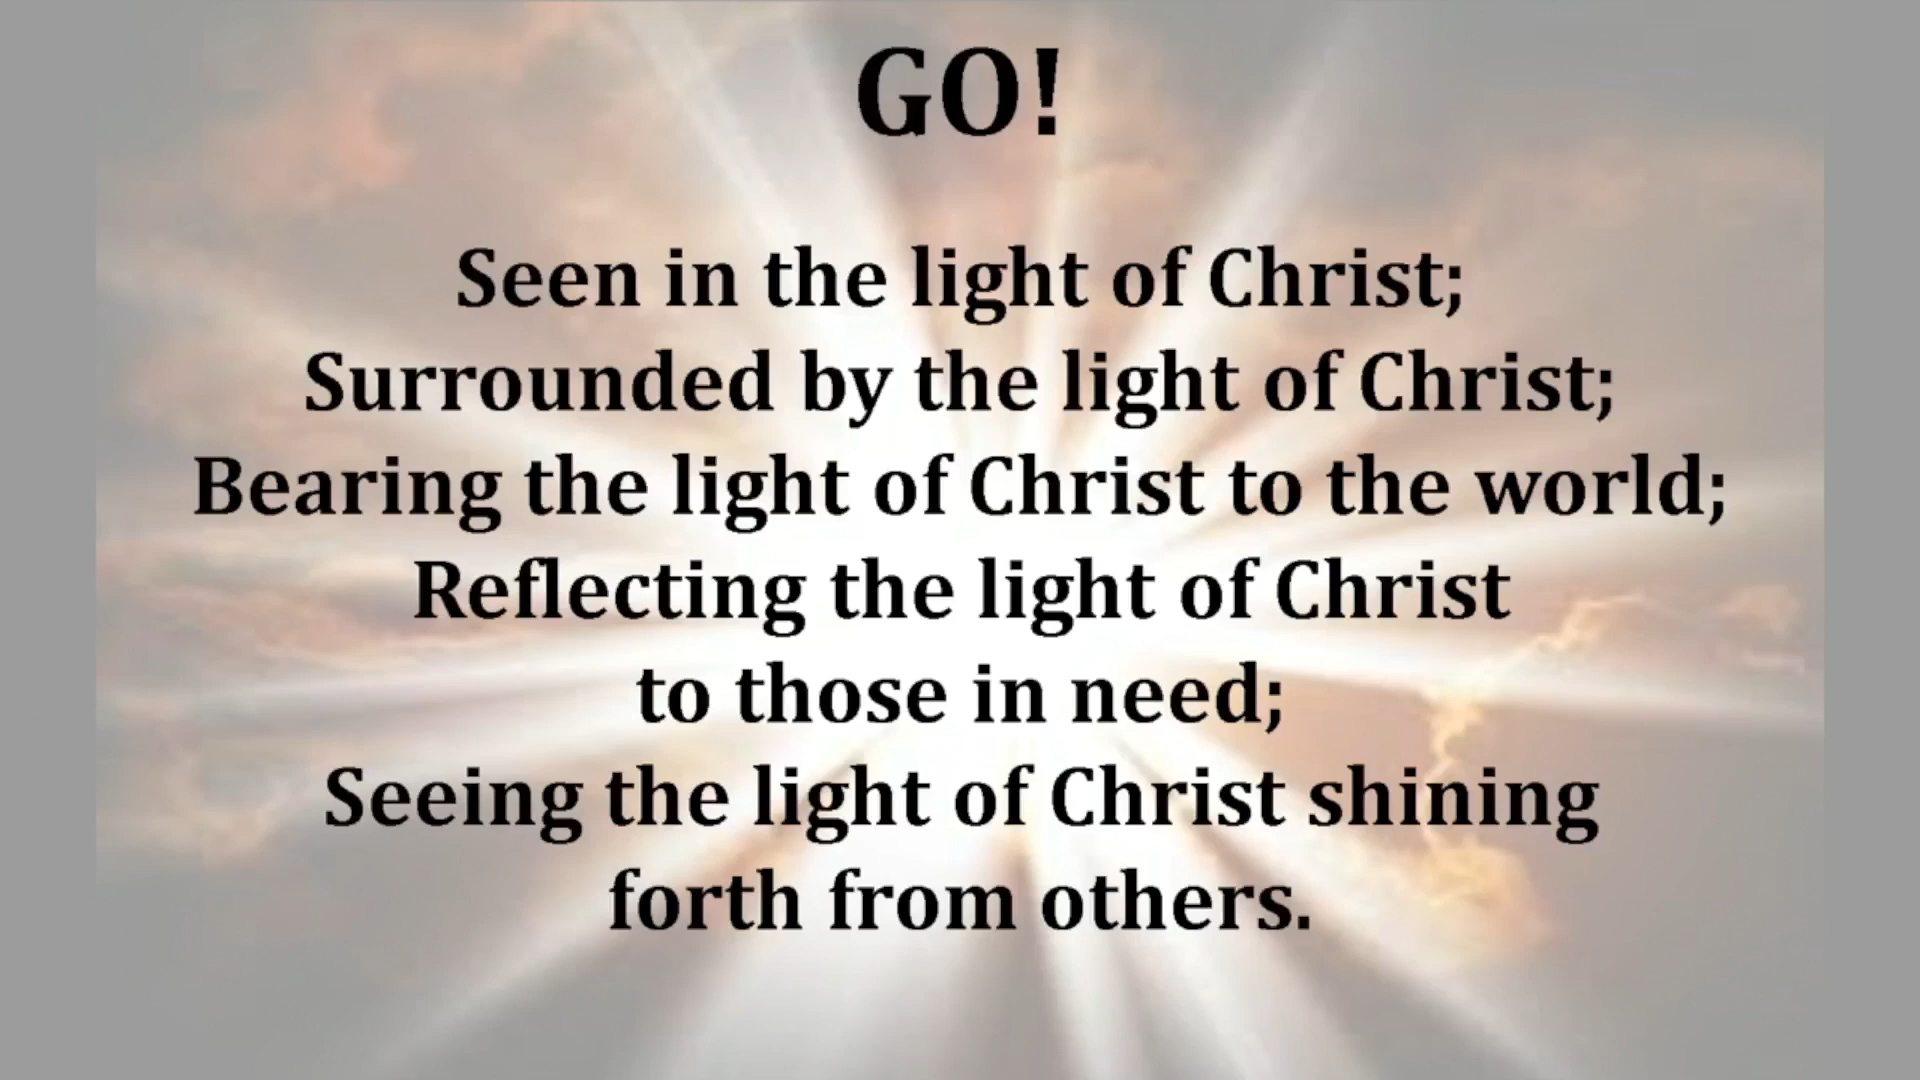 GO!
Seen in the light of Christ;
Surrounded by the light of Christ;
Bearing the light of Christ to the world;
Reflecting the light of Christ
to those in need;
Seeing the light of Christ shining
forth from others.